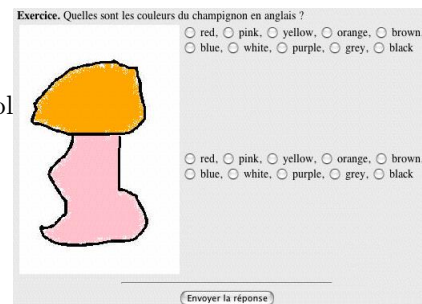 Exercice. Quelles sont les couleurs du champignon en anglais ?
red, pink, yellow, orange, brown,
blue, white, purple, grey, black
ol
red, pink, yellow, orange, brown,
blue, white, purple, grey, black
Envoyer la réponse